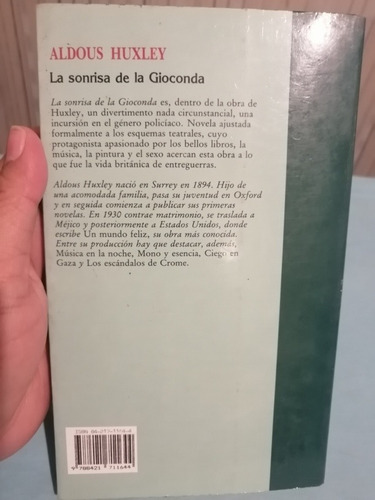 ALDOUS HUXLEY
La sonrisa de la Gioconda
La sonrisa de la Gioconda es, dentro de la obra de
Huxley, un divertimento nada circunstancial, una
incursión en el género policíaco. Novela ajustada
formalmente a los esquemas teatrales, cuyo
protagonista apasionado por los bellos libros, la
música, la pintura y el sexo acercan esta obra a lo
que fue la vida británica de entreguerras.
Aldous Huxley nació en Surrey en 1894. Hijo de
una acomodada familia, pasa su juventud en Oxford
y en seguida comienza a publicar sus primeras
novelas. En 1930 contrae matrimonio, se traslada a
Méjico y posteriormente a Estados Unidos, donde
escribe Un mundo feliz, su obra más conocida.
Entre su producción hay que destacar, además,
Música en la noche, Mono y esencia, Ciego en
Gaza y Los escándalos de Crome.
ISBN
9 788421 711644